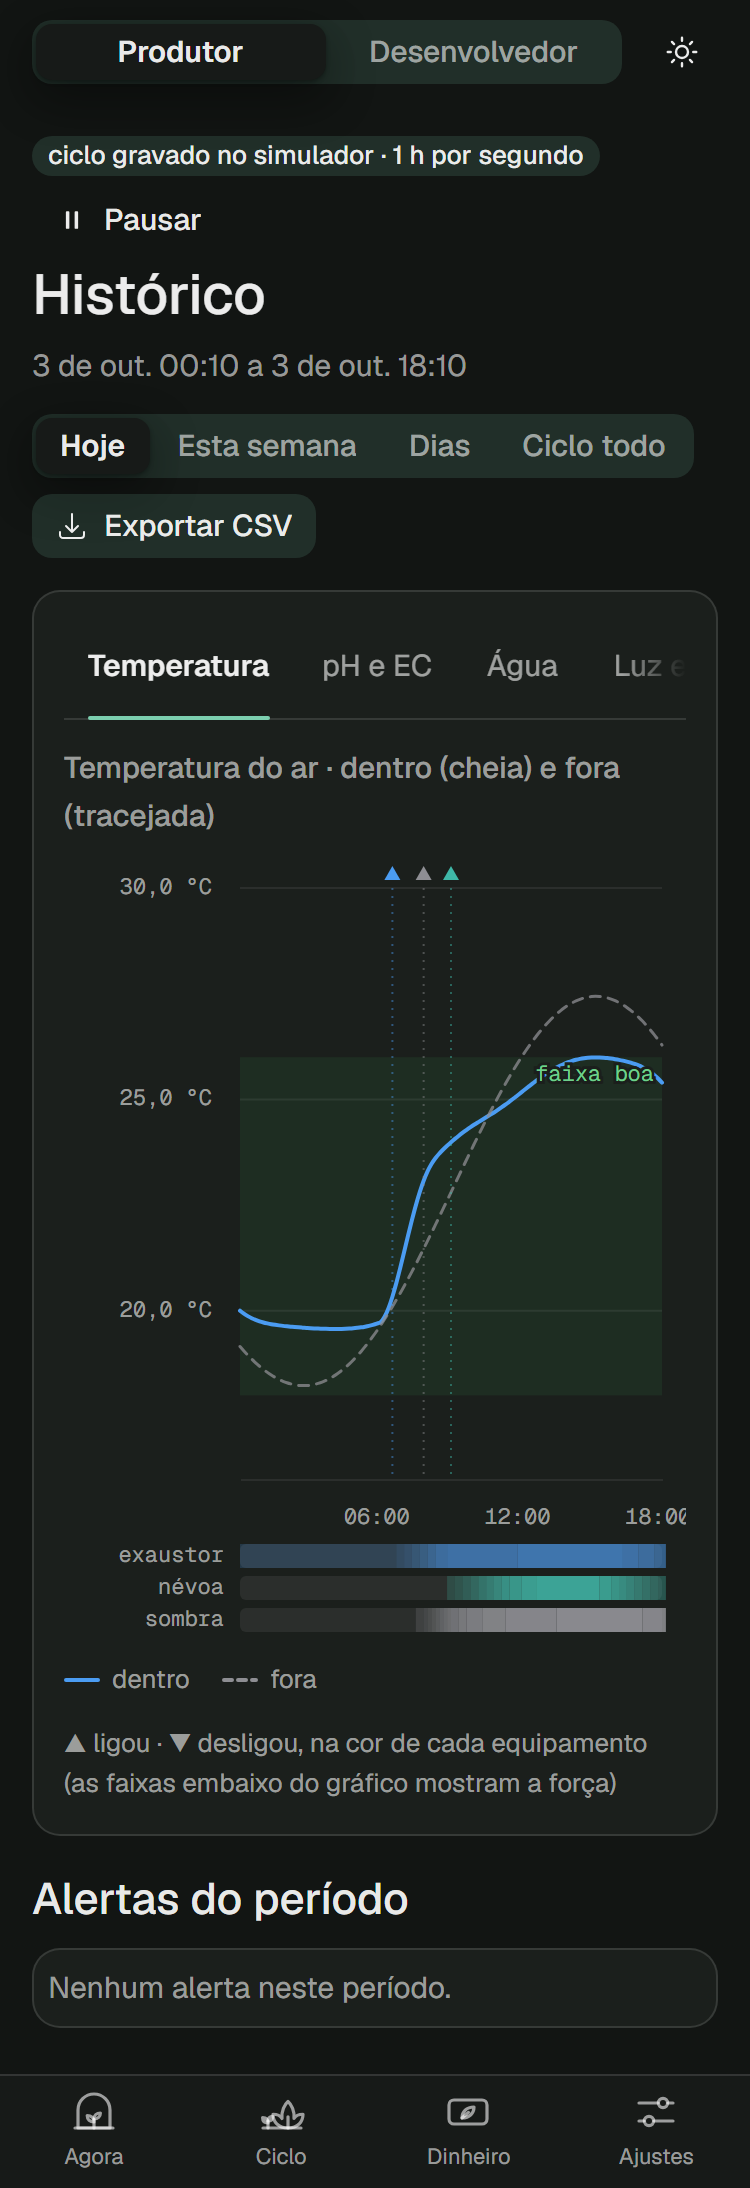 Produtor
Desenvolvedor
ciclo gravado no simulador · 1 h por segundo
Pausar
Histórico
3 de out. 00:10 a 3 de out. 18:10
Hoje
Esta semana
Dias
Ciclo todo
Exportar CSV
Temperatura
pH e EC
Água
Luz e
Temperatura do ar · dentro (cheia) e fora
(tracejada)
30,0 °C
faixa boa
25,0 °C
20,0 °C
06:00
12:00
18:00
exaustor
névoa
sombra
dentro
fora
▲ ligou · ▼ desligou, na cor de cada equipamento
(as faixas embaixo do gráfico mostram a força)
Alertas do período
Nenhum alerta neste período.
Agora
Ciclo
Dinheiro
Ajustes